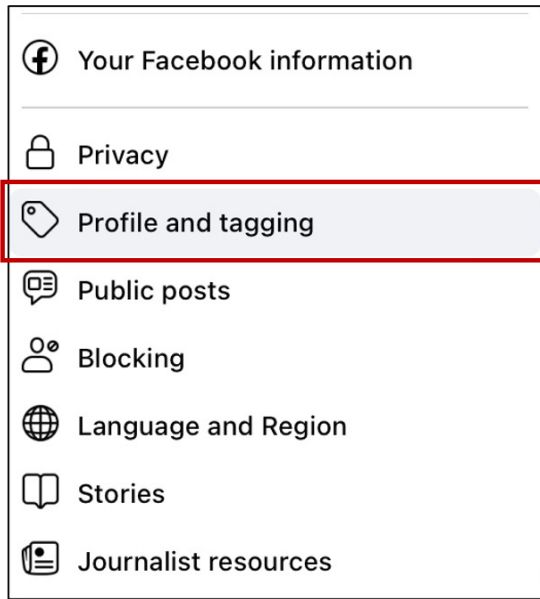 Your Facebook information
Privacy
Profile and tagging
Public posts
Blocking
Language and Region
Stories
Journalist resources